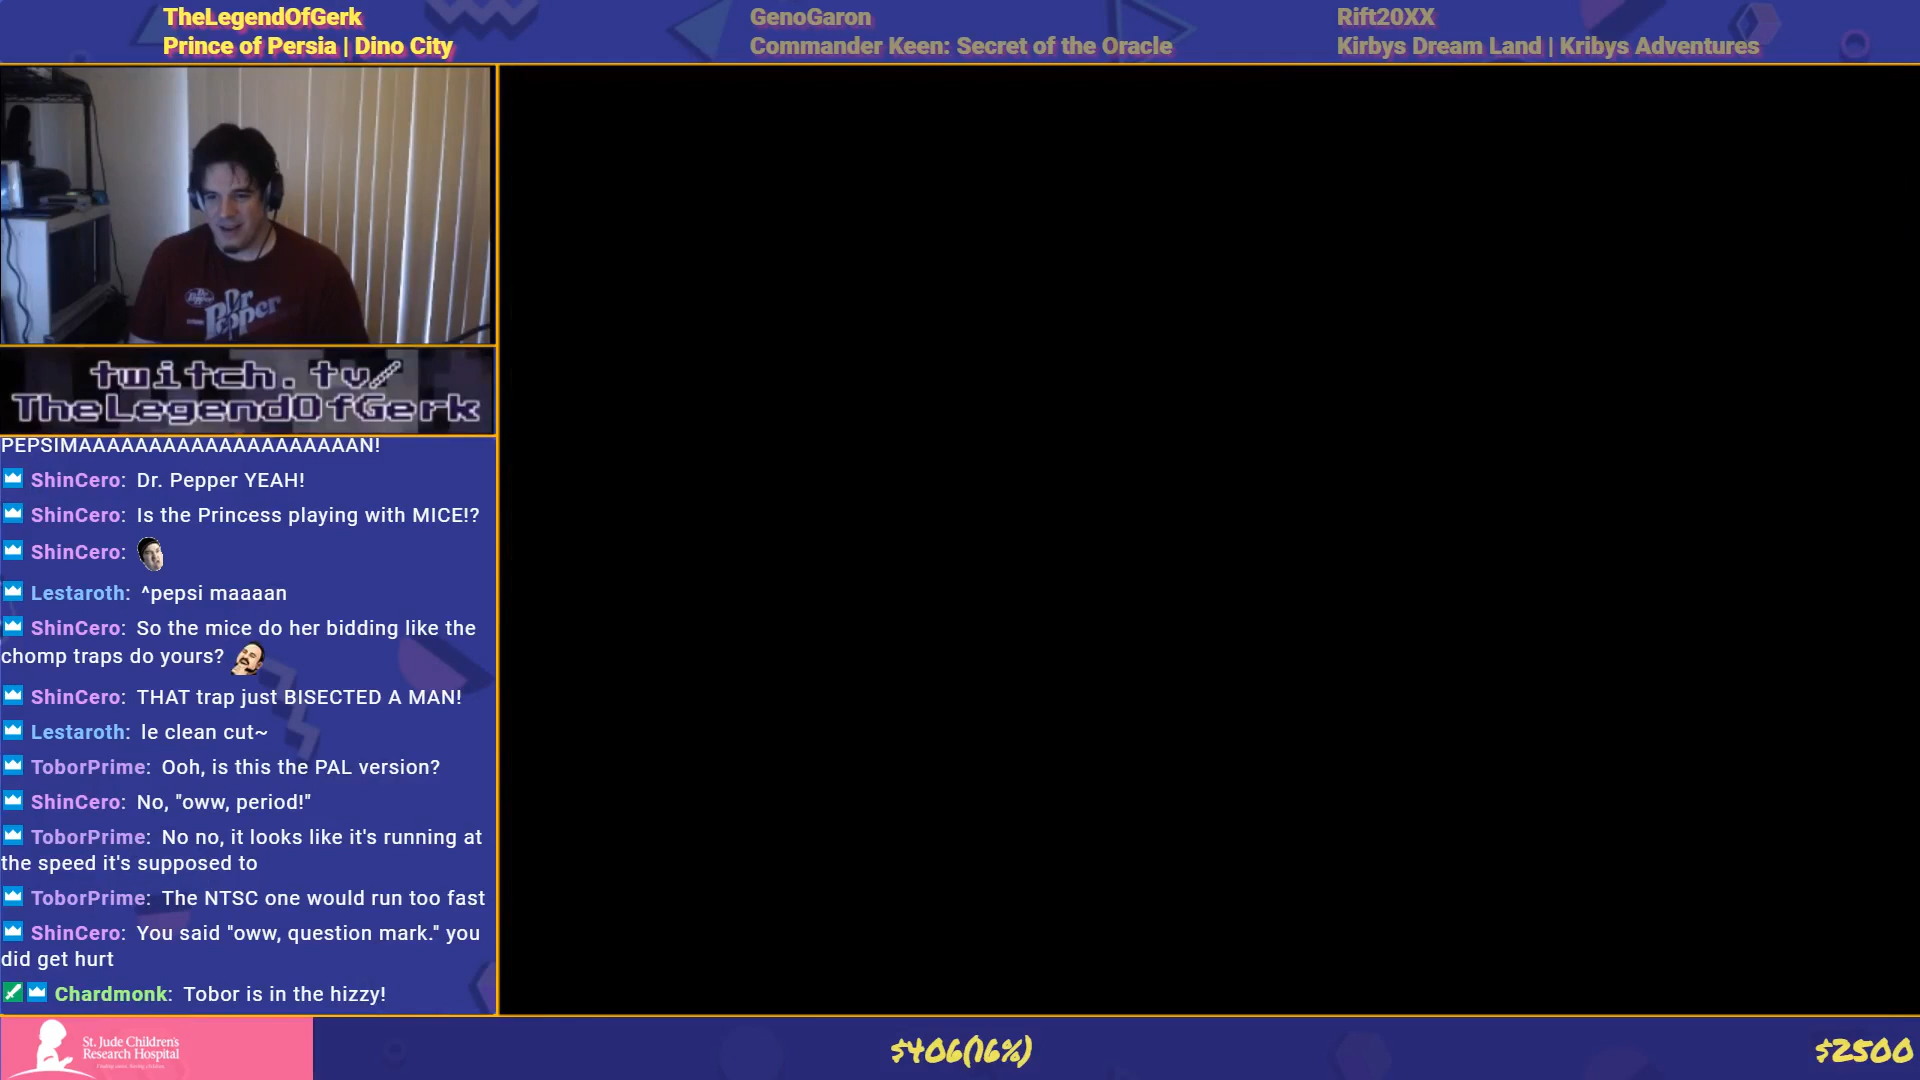 TheLegendOfGerk
Prince of Persia | Dino City
GenoGaron
Commander Keen: Secret of the Oracle
Rift20XX
Kirbys Dream Land | Kribys Adventures
Dr Pepper
twitch.tv/
TheLegendOfGerk
PEPSIMAAAAAAAAAAAAAAAAAAAAN!
ShinCero: Dr. Pepper YEAH!
ShinCero: Is the Princess playing with MICE!?
ShinCero:
Lestaroth: ^pepsi maaaan
ShinCero: So the mice do her bidding like the
chomp traps do yours?
ShinCero: THAT trap just BISECTED A MAN!
Lestaroth: le clean cut~
ToborPrime: Ooh, is this the PAL version?
ShinCero: No, "oww, period!"
ToborPrime: No no, it looks like it's running at
the speed it's supposed to
ToborPrime: The NTSC one would run too fast
ShinCero: You said "oww, question mark." you
did get hurt
Chardmonk: Tobor is in the hizzy!
St. Jude Children's
Research Hospital
$406(16%)
$2500